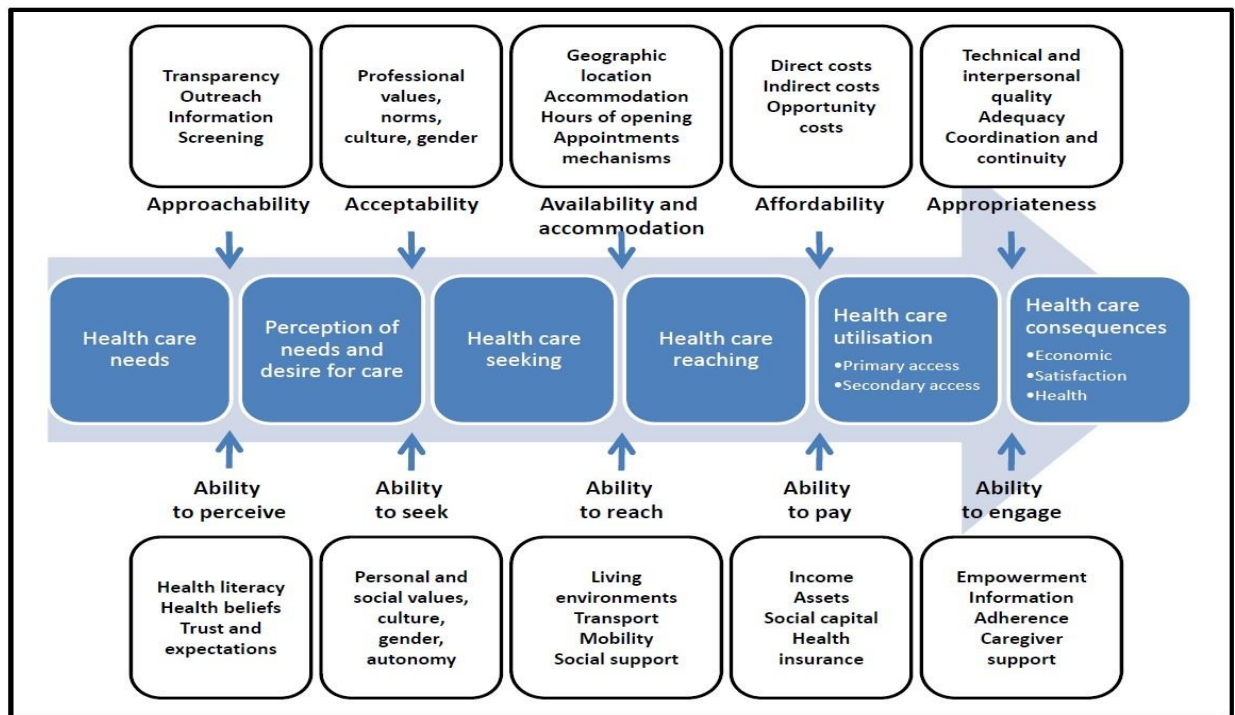 Transparency
Outreach
Information
Screening
Professional
values,
norms,
culture, gender
Geographic
location
Accommodation
Hours of opening
Appointments
mechanisms
Direct costs
Indirect costs
Opportunity
costs
Technical and
interpersonal
quality
Adequacy
Coordination and
continuity
Approachability
Acceptability
Availability and
accommodation
Affordability
Appropriateness
Health care
needs
Perception of
needs and
desire for care
Health care
seeking
Health care
reaching
Health care
utilisation
•Primary access
•Secondary access
Health care
consequences
•Economic
•Satisfaction
•Health
Ability
to perceive
Ability
to seek
Ability
to reach
Ability
to pay
Ability
to engage
Health literacy
Health beliefs
Trust and
expectations
Personal and
social values,
culture,
gender,
autonomy
Living
environments
Transport
Mobility
Social support
Income
Assets
Social capital
Health
insurance
Empowerment
Information
Adherence
Caregiver
support